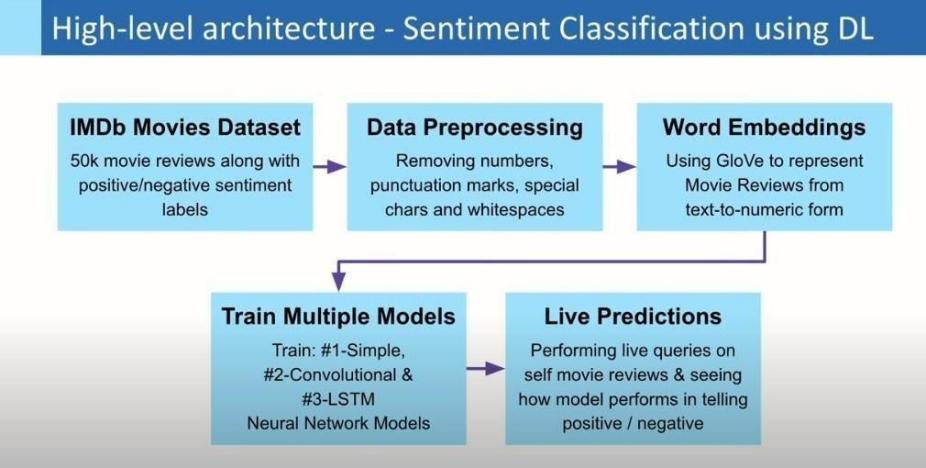 High-level architecture - Sentiment Classification using DL
IMDb Movies Dataset
50k movie reviews along with
positive/negative sentiment
labels
Data Preprocessing
Removing numbers,
punctuation marks, special
chars and whitespaces
Word Embeddings
Using GloVe to represent
Movie Reviews from
text-to-numeric form
Train Multiple Models
Train: #1-Simple,
#2-Convolutional &
#3-LSTM
Neural Network Models
Live Predictions
Performing live queries on
self movie reviews & seeing
how model performs in telling
positive / negative